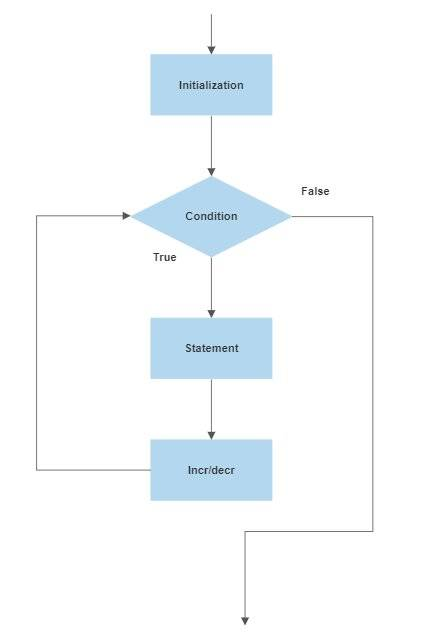 Initialization
False
Condition
True
Statement
Incr/decr